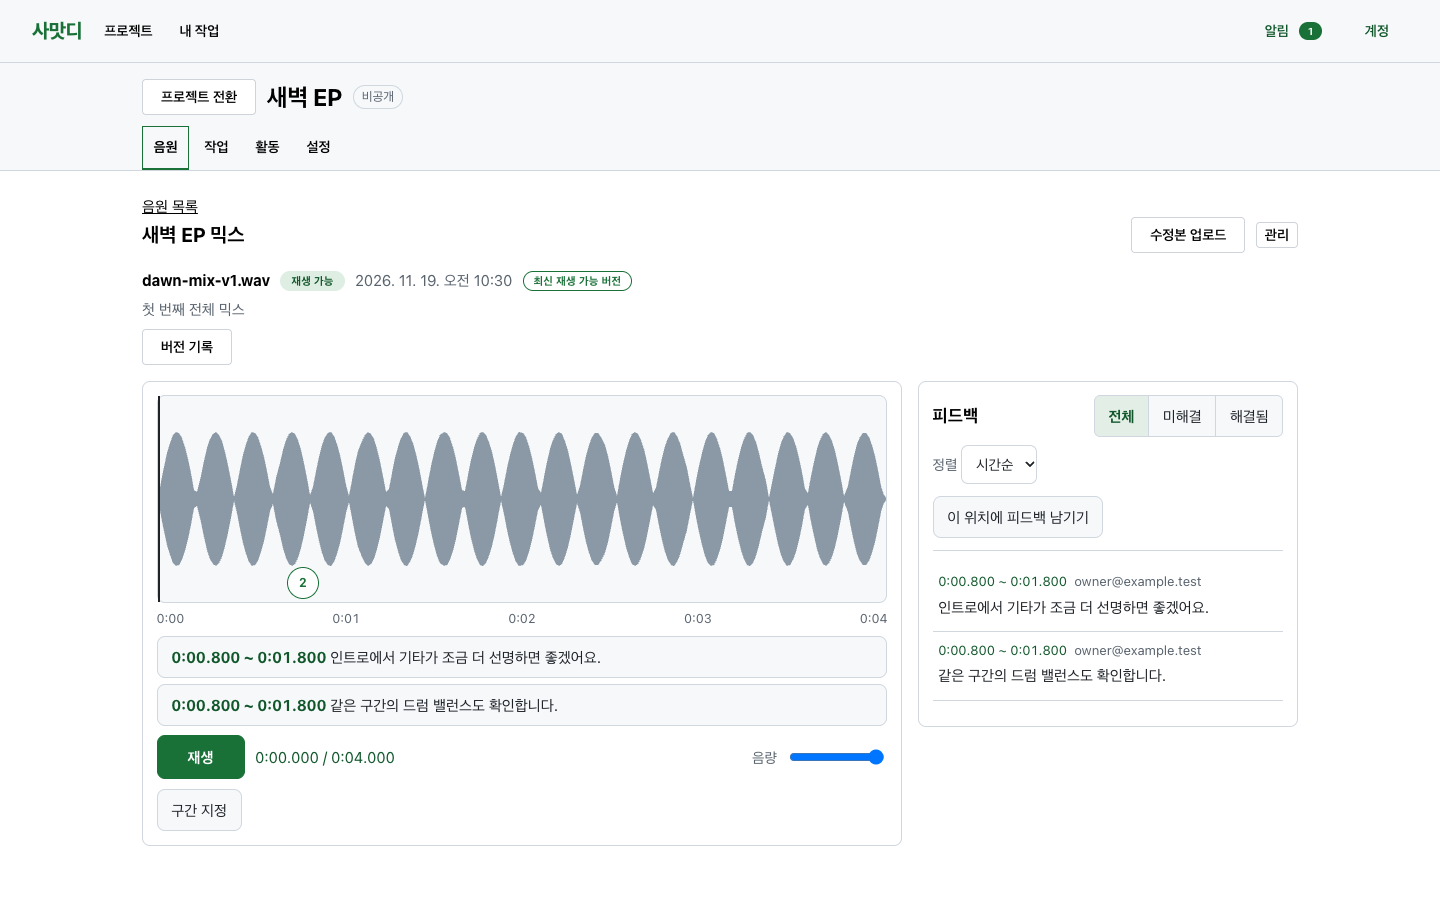 사맛디 프로젝트 내 작업 알림 1 계정
프로젝트 전환 새벽 EP 비공개
음원 작업 활동 설정
음원 목록
새벽 EP 믹스
수정본 업로드 관리
dawn-mix-v1.wav 재생 가능 2026. 11. 19. 오전 10:30 최신 재생 가능 버전
첫 번째 전체 믹스
버전 기록
2
0:00 0:01 0:02 0:03 0:04
0:00.800 ~ 0:01.800 인트로에서 기타가 조금 더 선명하면 좋겠어요.
0:00.800 ~ 0:01.800 같은 구간의 드럼 밸런스도 확인합니다.
재생 0:00.000 / 0:04.000 음량
구간 지정
피드백 전체 미해결 해결됨
정렬 시간순
이 위치에 피드백 남기기
0:00.800 ~ 0:01.800 owner@example.test
인트로에서 기타가 조금 더 선명하면 좋겠어요.
0:00.800 ~ 0:01.800 owner@example.test
같은 구간의 드럼 밸런스도 확인합니다.